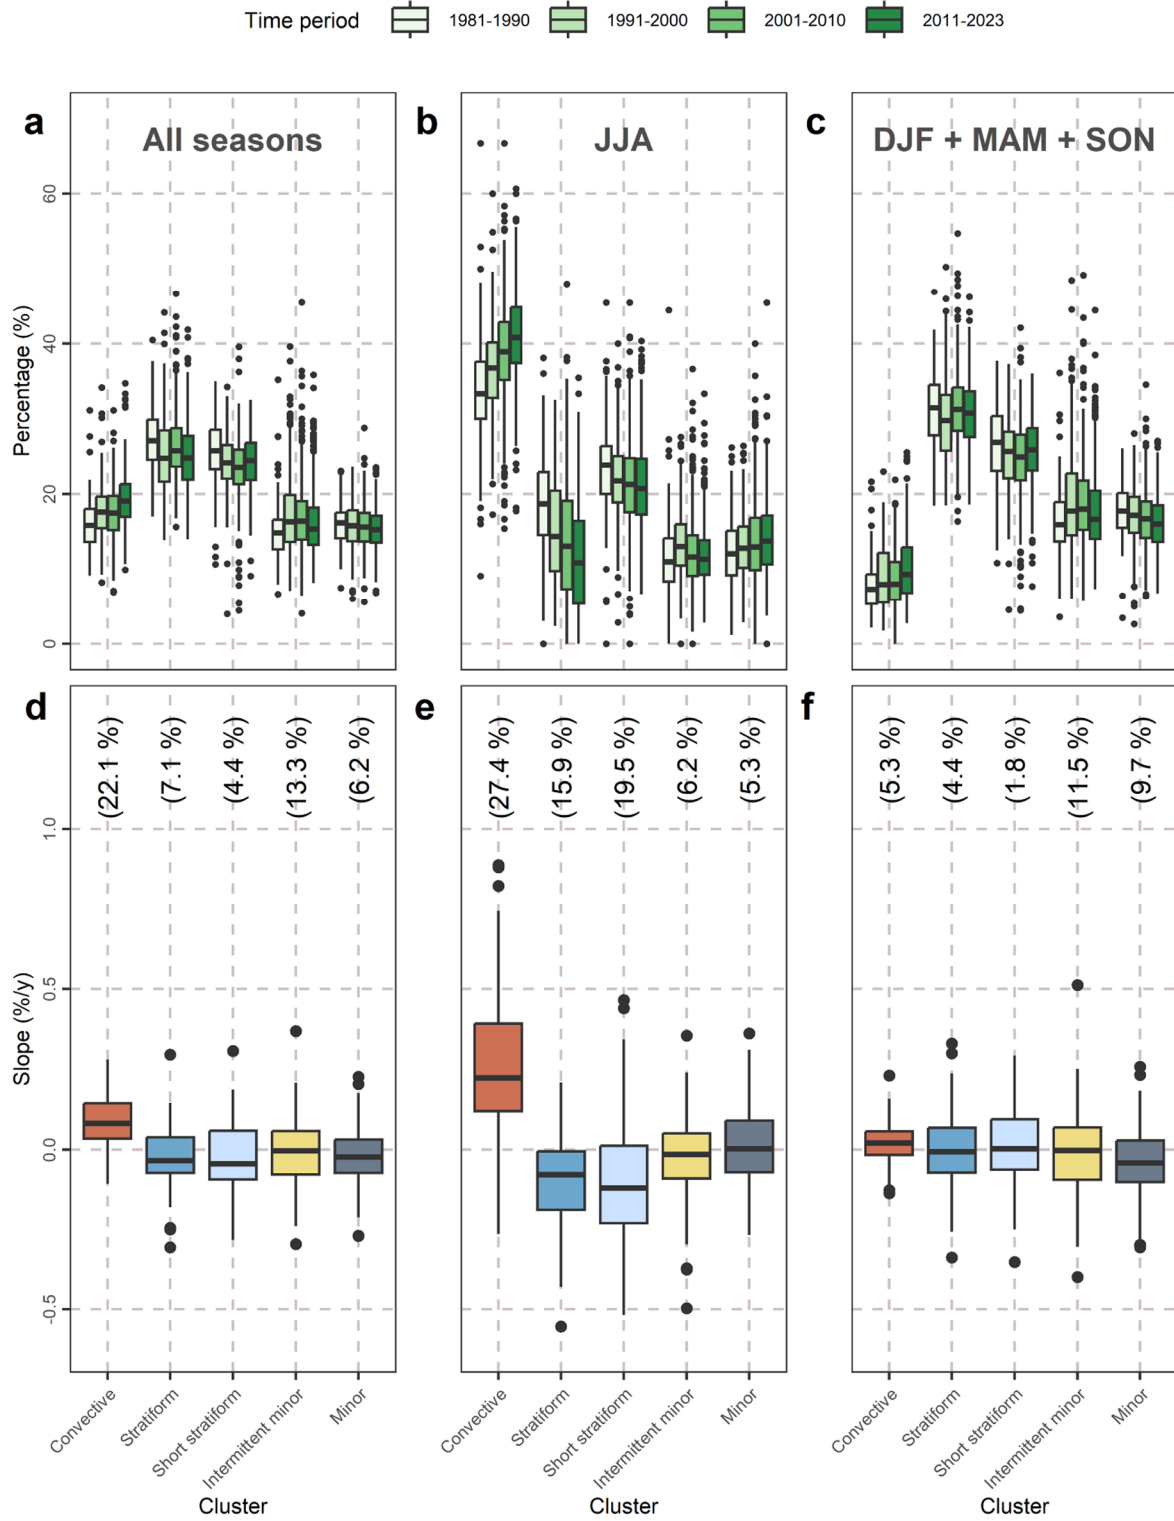 Time period 1981-1990 1991-2000 2001-2010 2011-2023
a All seasons
b JJA
c DJF + MAM + SON
Percentage (%)
60
40
20
0
d (22.1 %) (7.1 %) (4.4 %) (13.3 %) (6.2 %)
e (27.4 %) (15.9 %) (19.5 %) (6.2 %) (5.3 %)
f (5.3 %) (4.4 %) (1.8 %) (11.5 %) (9.7 %)
Slope (%/y)
1.0
0.5
0.0
-0.5
Convective Stratiform Short stratiform Intermittent minor Minor
Convective Stratiform Short stratiform Intermittent minor Minor
Convective Stratiform Short stratiform Intermittent minor Minor
Cluster Cluster Cluster